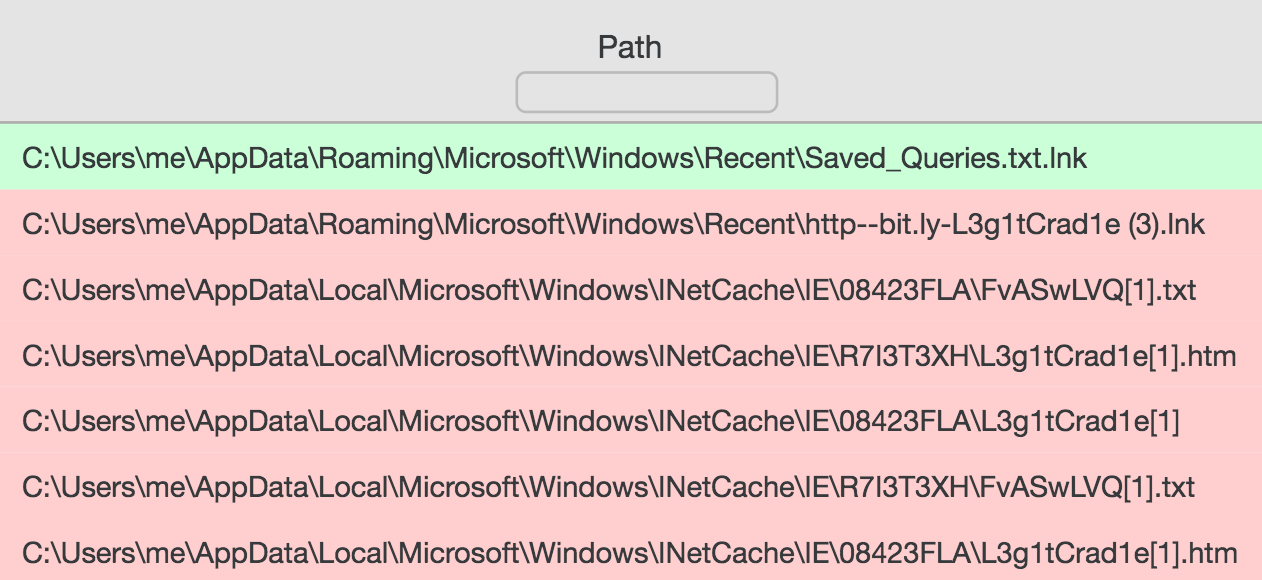 Path
C:\Users\me\AppData\Roaming\Microsoft\Windows\Recent\Saved_Queries.txt.lnk
C:\Users\me\AppData\Roaming\Microsoft\Windows\Recent\http--bit.ly-L3g1tCrad1e (3).lnk
C:\Users\me\AppData\Local\Microsoft\Windows\INetCache\IE\08423FLA\FvASwLVQ[1].txt
C:\Users\me\AppData\Local\Microsoft\Windows\INetCache\IE\R7I3T3XH\L3g1tCrad1e[1].htm
C:\Users\me\AppData\Local\Microsoft\Windows\INetCache\IE\08423FLA\L3g1tCrad1e[1]
C:\Users\me\AppData\Local\Microsoft\Windows\INetCache\IE\R7I3T3XH\FvASwLVQ[1].txt
C:\Users\me\AppData\Local\Microsoft\Windows\INetCache\IE\08423FLA\L3g1tCrad1e[1].htm